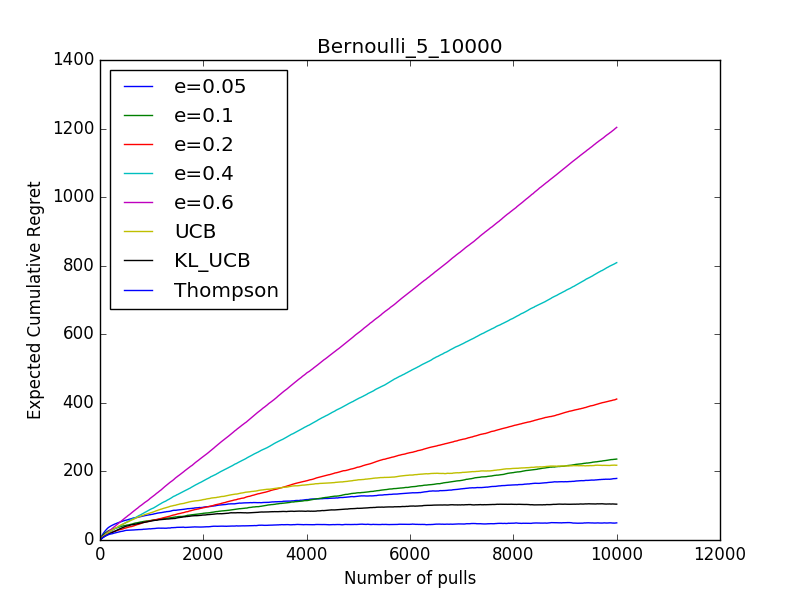 Bernoulli_5_10000
1400
1200
1000
800
600
400
200
0
Expected Cumulative Regret
e=0.05
e=0.1
e=0.2
e=0.4
e=0.6
UCB
KL_UCB
Thompson
0 2000 4000 6000 8000 10000 12000
Number of pulls